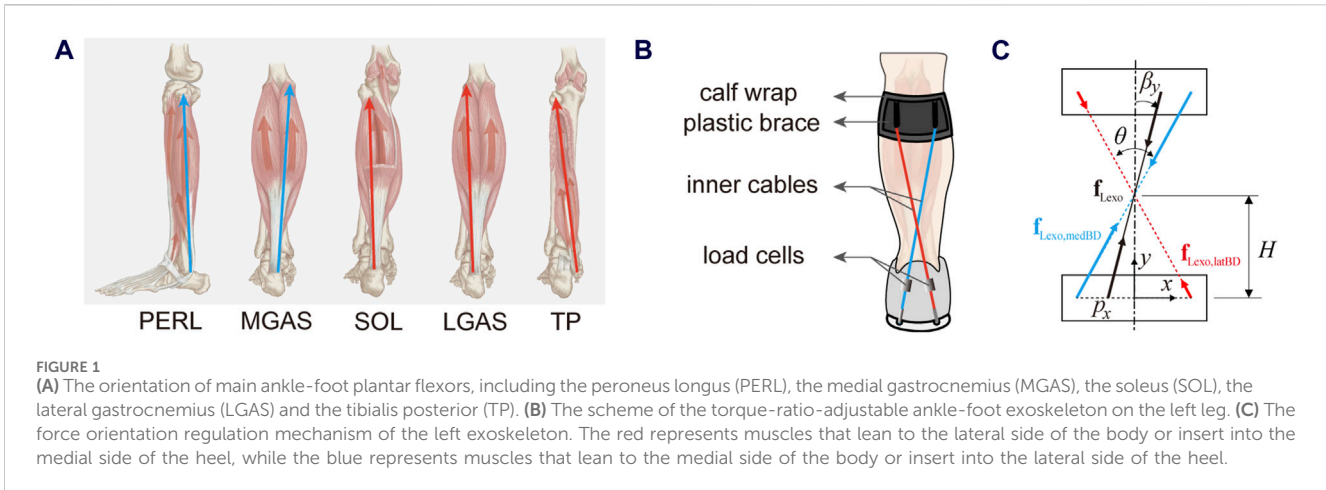 A
B
C
PERL MGAS SOL LGAS TP
calf wrap
plastic brace
inner cables
load cells
βy
θ
fLexo
fLexo,medBD
fLexo,latBD
H
y
x
px
FIGURE 1
(A) The orientation of main ankle-foot plantar flexors, including the peroneus longus (PERL), the medial gastrocnemius (MGAS), the soleus (SOL), the
lateral gastrocnemius (LGAS) and the tibialis posterior (TP). (B) The scheme of the torque-ratio-adjustable ankle-foot exoskeleton on the left leg. (C) The
force orientation regulation mechanism of the left exoskeleton. The red represents muscles that lean to the lateral side of the body or insert into the
medial side of the heel, while the blue represents muscles that lean to the medial side of the body or insert into the lateral side of the heel.